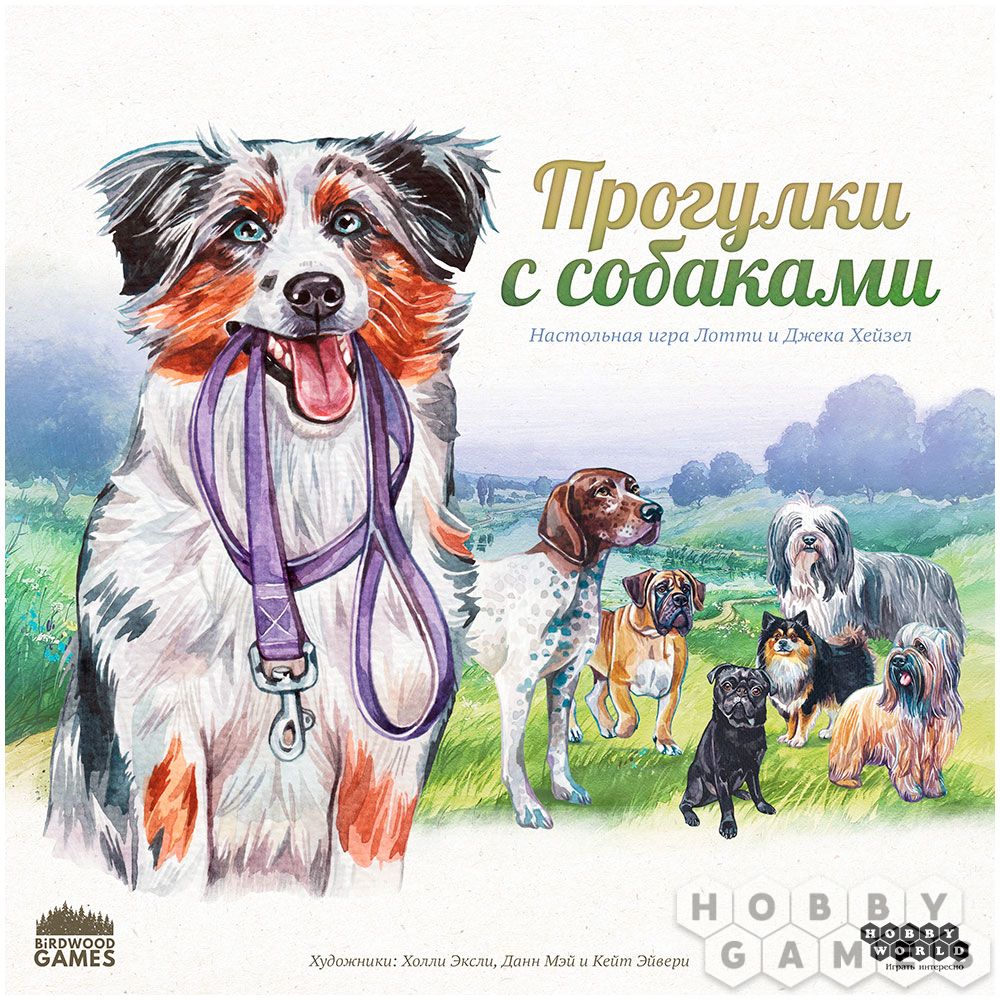 Прогулки
с собаками
Настольная игра Лотти и Джека Хейзел
BiRDWOOD
GAMES
Художники: Холли Эксли, Данн Мэй и Кейт Эйвери
HOBBY
GAMES
HOBBY
WORLD
Играть интересно